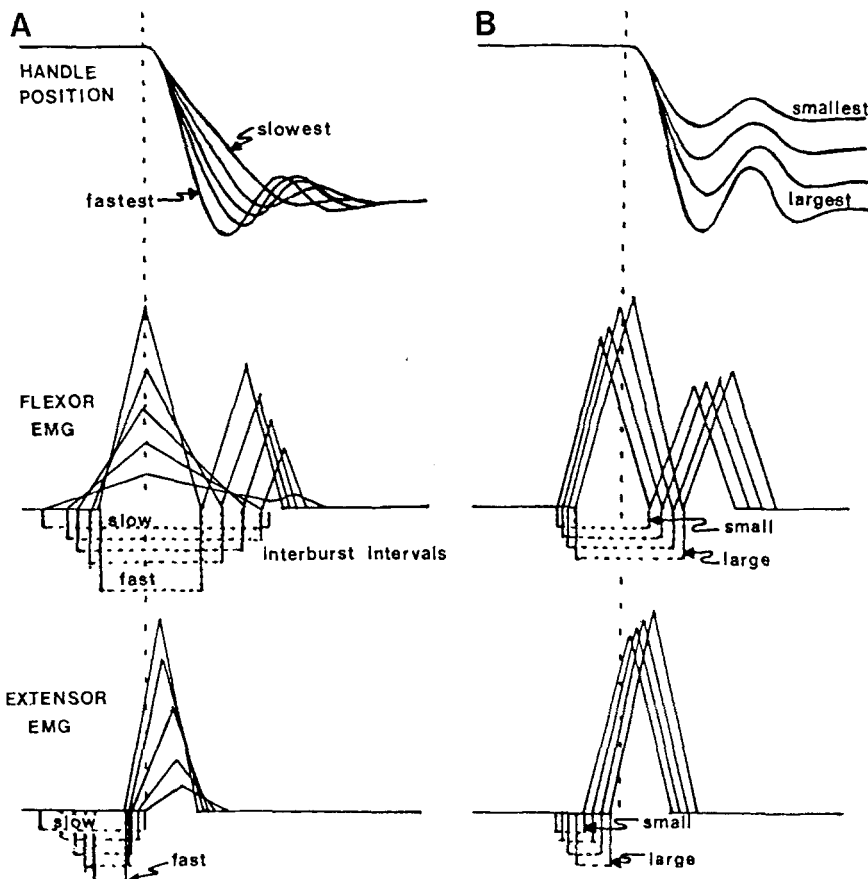 A
HANDLE
POSITION
slowest
fastest
FLEXOR
EMG
slow
Interburst Intervals
fast
EXTENSOR
EMG
slow
fast
B
smallest
largest
small
large
small
large